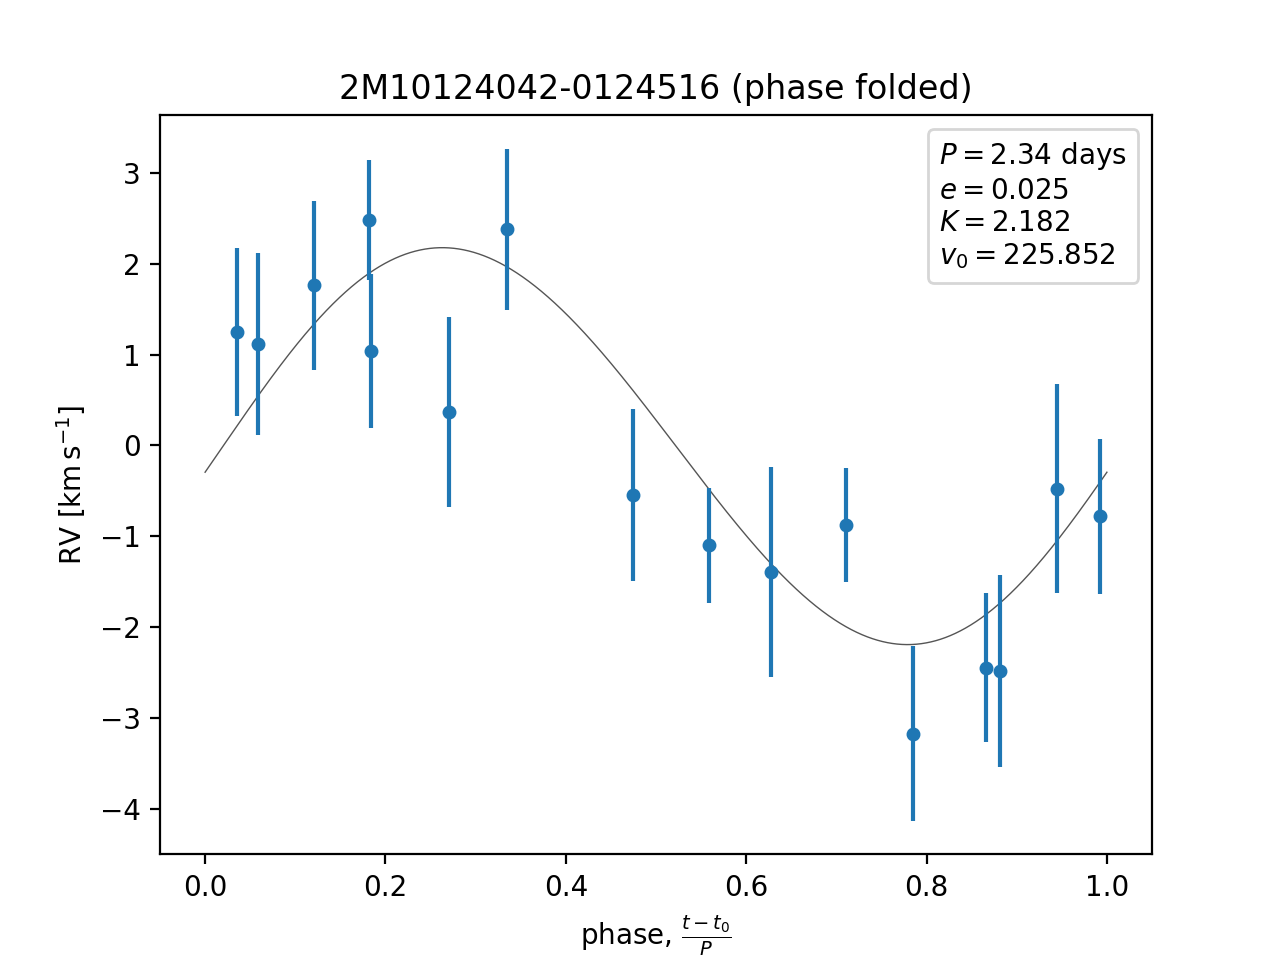 2M10124042-0124516 (phase folded)
P = 2.34 days
e = 0.025
K = 2.182
v₀ = 225.852
RV [km s⁻¹]
3
2
1
0
−1
−2
−3
−4
0.0 0.2 0.4 0.6 0.8 1.0
phase, (t − t₀)/P